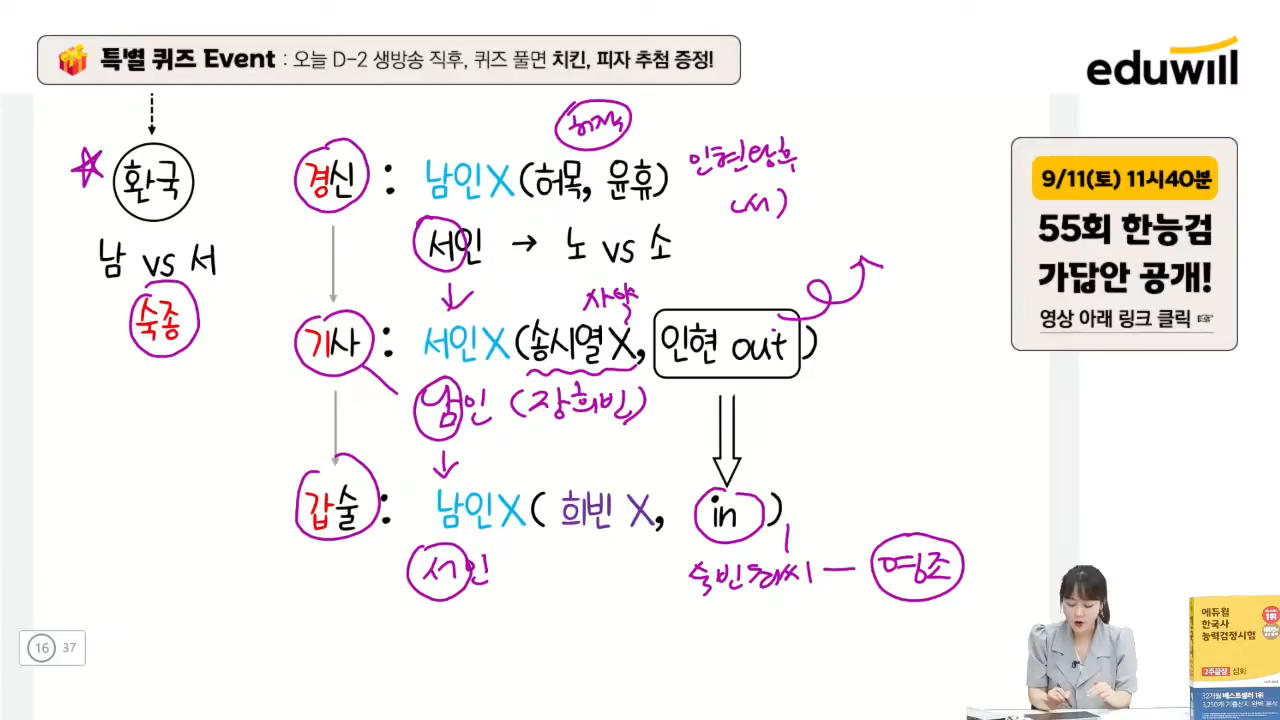 특별 퀴즈 Event : 오늘 D-2 생방송 직후, 퀴즈 풀면 치킨, 피자 추첨 증정!
eduwill
환국
남 vs 서
숙종
허적
경신 : 남인X(허목, 윤휴)
인현왕후
(서)
서인 → 노 vs 소
사약
기사 : 서인X(송시열X, 인현 out)
남인 (장희빈)
갑술 : 남인X( 희빈 X, in )
서인
숙빈최씨 — 영조
9/11(토) 11시40분
55회 한능검
가답안 공개!
영상 아래 링크 클릭 ☞
16 37
에듀윌
한국사
능력검정시험
2주끝장 심화